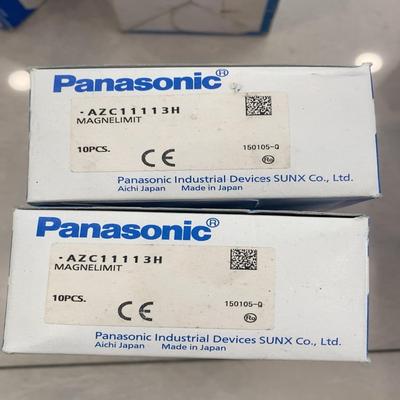 Panasonic®
-AZC11113H
MAGNELIMIT
10PCS.
CE
150105-Q
Panasonic Industrial Devices SUNX Co., Ltd.
Aichi Japan Made in Japan
Panasonic®
-AZC11113H
MAGNELIMIT
10PCS.
CE
150105-Q
Panasonic Industrial Devices SUNX Co., Ltd.
Aichi Japan Made in Japan